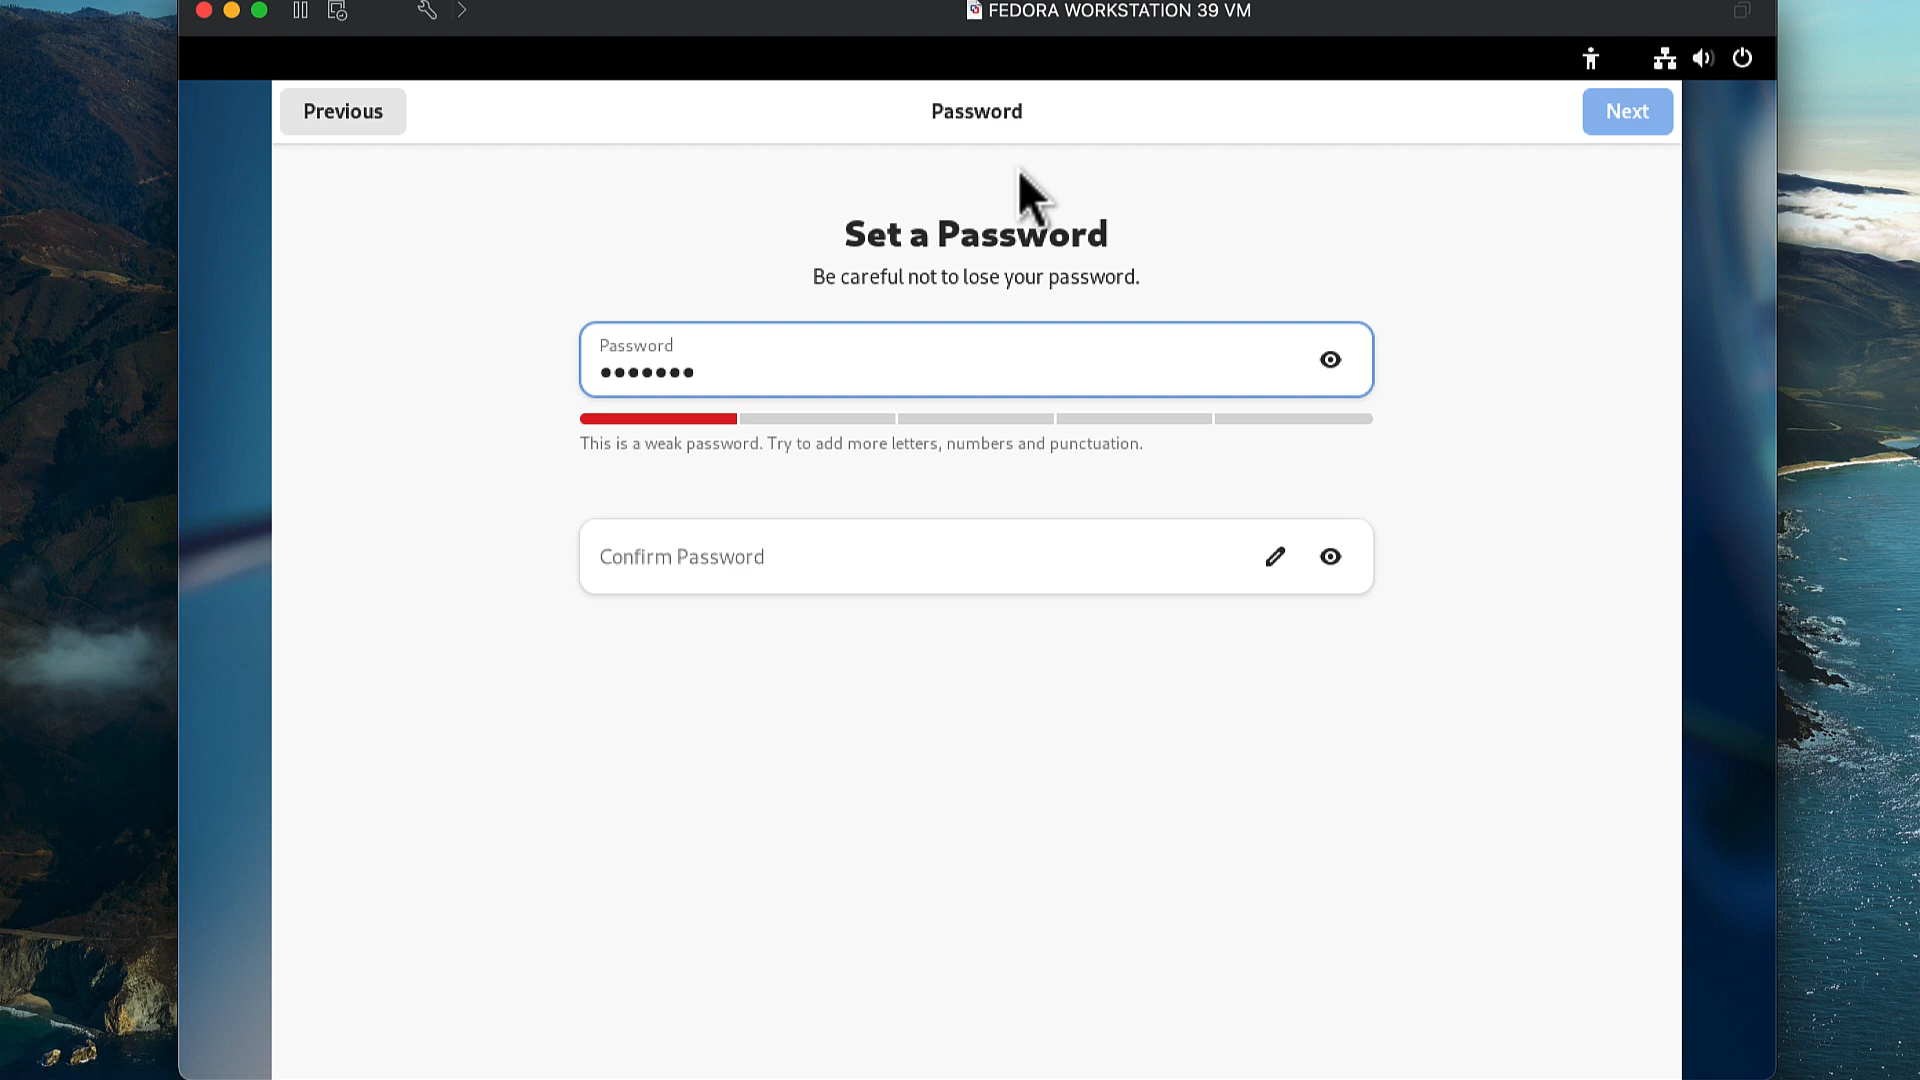 FEDORA WORKSTATION 39 VM
Previous
Password
Next
Set a Password
Be careful not to lose your password.
Password
•••••••
This is a weak password. Try to add more letters, numbers and punctuation.
Confirm Password